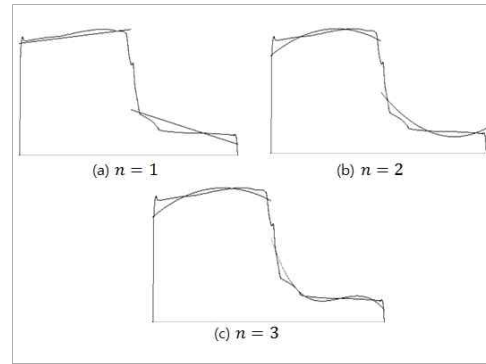 (a) n = 1
(b) n = 2
(c) n = 3